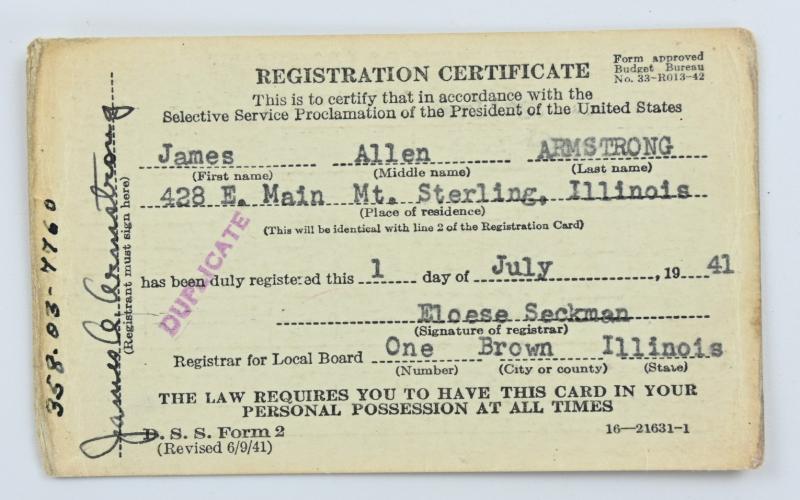 Form approved
Budget Bureau
No. 33-R013-42
REGISTRATION CERTIFICATE
This is to certify that in accordance with the
Selective Service Proclamation of the President of the United States
James Allen ARMSTRONG
(First name) (Middle name) (Last name)
428 E. Main Mt. Sterling, Illinois
(Place of residence)
(This will be identical with line 2 of the Registration Card)
has been duly registered this 1 day of July, 19 41
DUPLICATE
Eloese Seckman
(Signature of registrar)
Registrar for Local Board One Brown Illinois
(Number) (City or county) (State)
THE LAW REQUIRES YOU TO HAVE THIS CARD IN YOUR
PERSONAL POSSESSION AT ALL TIMES
D. S. S. Form 2
(Revised 6/9/41)
16—21631-1
James A. Armstrong
(Registrant must sign here)
358-03-7760